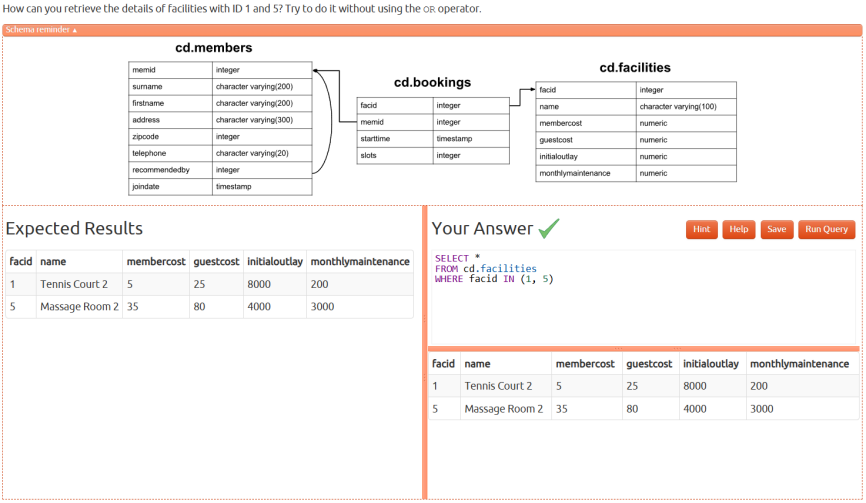 How can you retrieve the details of facilities with ID 1 and 5? Try to do it without using the OR operator.
Schema reminder ▴
cd.members
memid integer
surname character varying(200)
firstname character varying(200)
address character varying(300)
zipcode integer
telephone character varying(20)
recommendedby integer
joindate timestamp
cd.bookings
facid integer
memid integer
starttime timestamp
slots integer
cd.facilities
facid integer
name character varying(100)
membercost numeric
guestcost numeric
initialoutlay numeric
monthlymaintenance numeric
Expected Results
facid name membercost guestcost initialoutlay monthlymaintenance
1 Tennis Court 2 5 25 8000 200
5 Massage Room 2 35 80 4000 3000
Your Answer
Hint Help Save Run Query
SELECT *
FROM cd.facilities
WHERE facid IN (1, 5)
facid name membercost guestcost initialoutlay monthlymaintenance
1 Tennis Court 2 5 25 8000 200
5 Massage Room 2 35 80 4000 3000